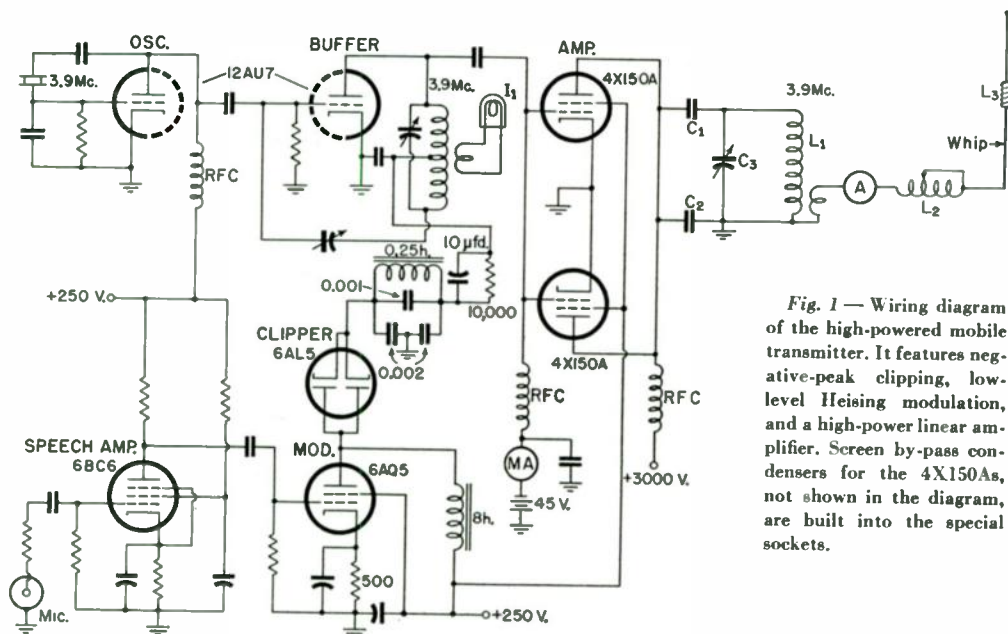 OSC.
BUFFER
AMP.
12AU7
4X150A
3.9Mc.
3.9Mc.
I1
3.9Mc.
L3
C1
L1
C3
Whip
RFC
A
C2
L2
10 µfd.
0.25h.
+250 V.
0.001
10,000
CLIPPER
6AL5
0.002
4X150A
RFC
RFC
SPEECH AMP.
6BC6
MOD.
6AQ5
MA
+3000 V.
8h.
45 V.
500
MIC.
+250 V.
Fig. 1 — Wiring diagram
of the high-powered mobile
transmitter. It features neg-
ative-peak clipping, low-
level Heising modulation,
and a high-power linear am-
plifier. Screen by-pass con-
densers for the 4X150As,
not shown in the diagram,
are built into the special
sockets.